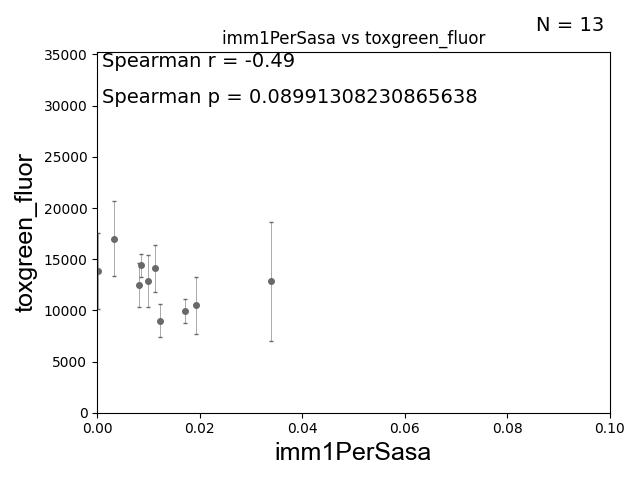 N = 13
imm1PerSasa vs toxgreen_fluor
Spearman r = -0.49
Spearman p = 0.08991308230865638
35000
30000
25000
20000
15000
10000
5000
0
toxgreen_fluor
0.00 0.02 0.04 0.06 0.08 0.10
imm1PerSasa